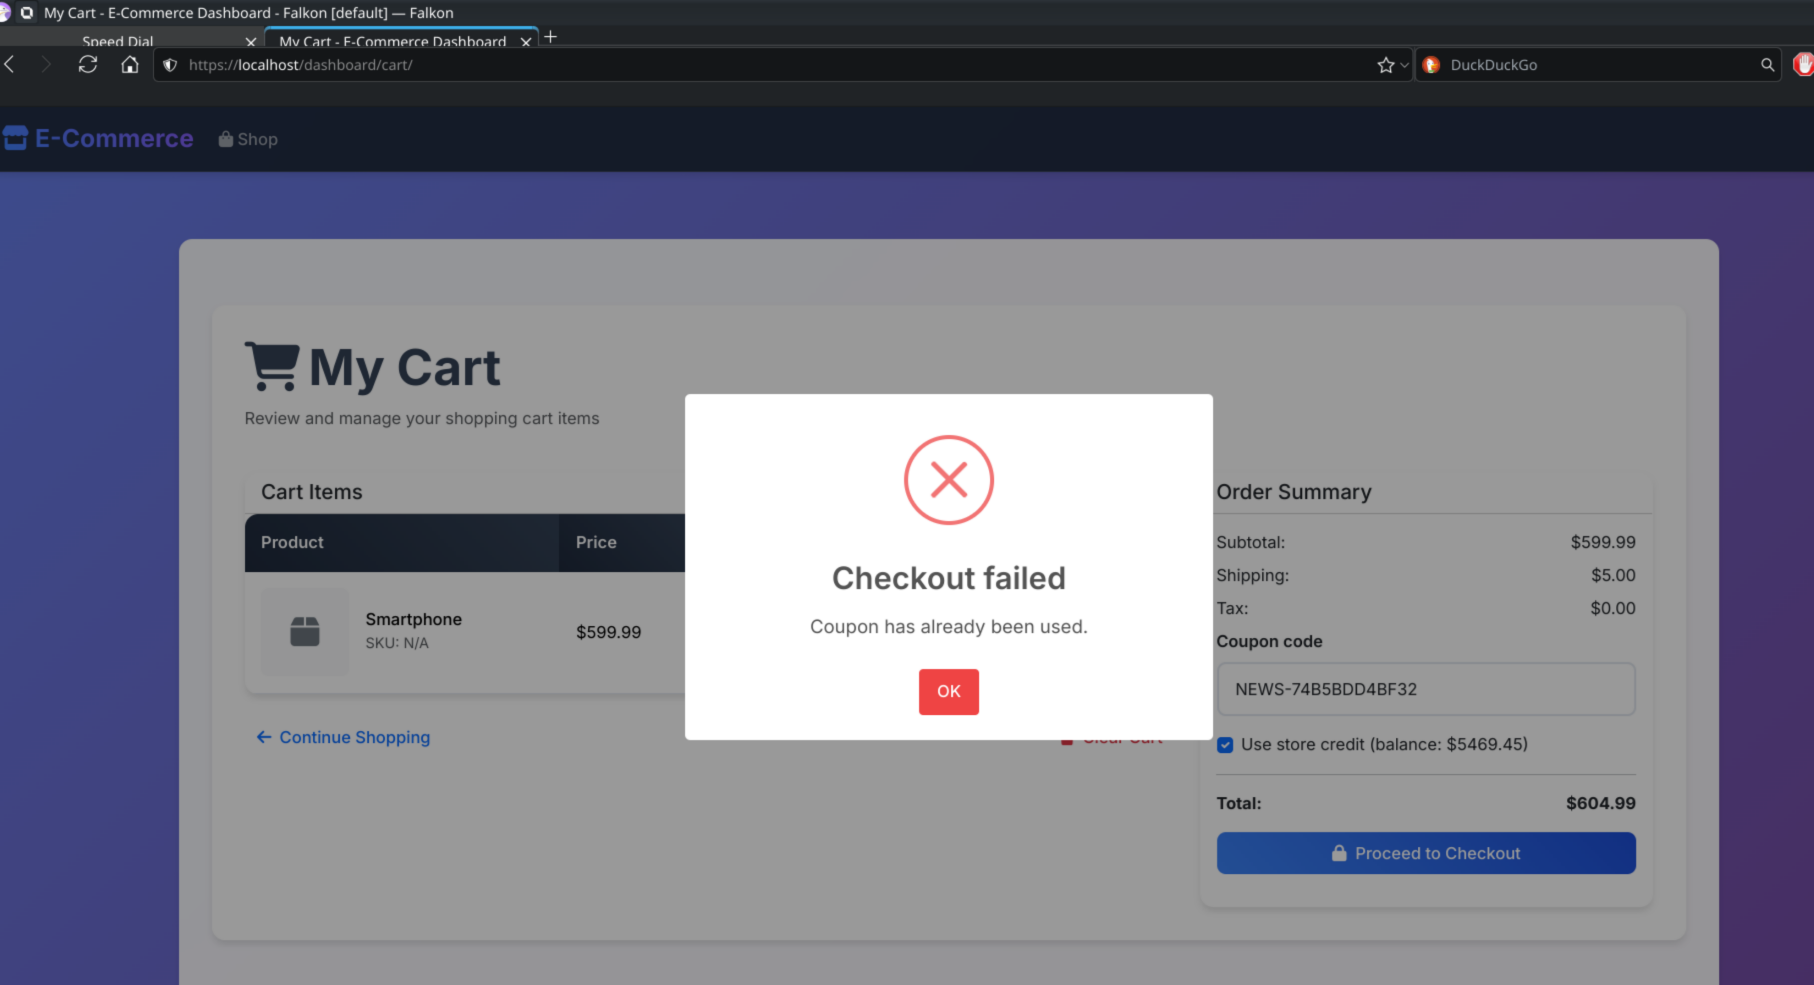 My Cart - E-Commerce Dashboard - Falkon [default] — Falkon
Speed Dial
My Cart - E-Commerce Dashboard
https://localhost/dashboard/cart/
DuckDuckGo
E-Commerce
Shop
My Cart
Review and manage your shopping cart items
Cart Items
Product Price
Smartphone
SKU: N/A
$599.99
Continue Shopping
Clear Cart
Checkout failed
Coupon has already been used.
OK
Order Summary
Subtotal: $599.99
Shipping: $5.00
Tax: $0.00
Coupon code
NEWS-74B5BDD4BF32
Use store credit (balance: $5469.45)
Total: $604.99
Proceed to Checkout